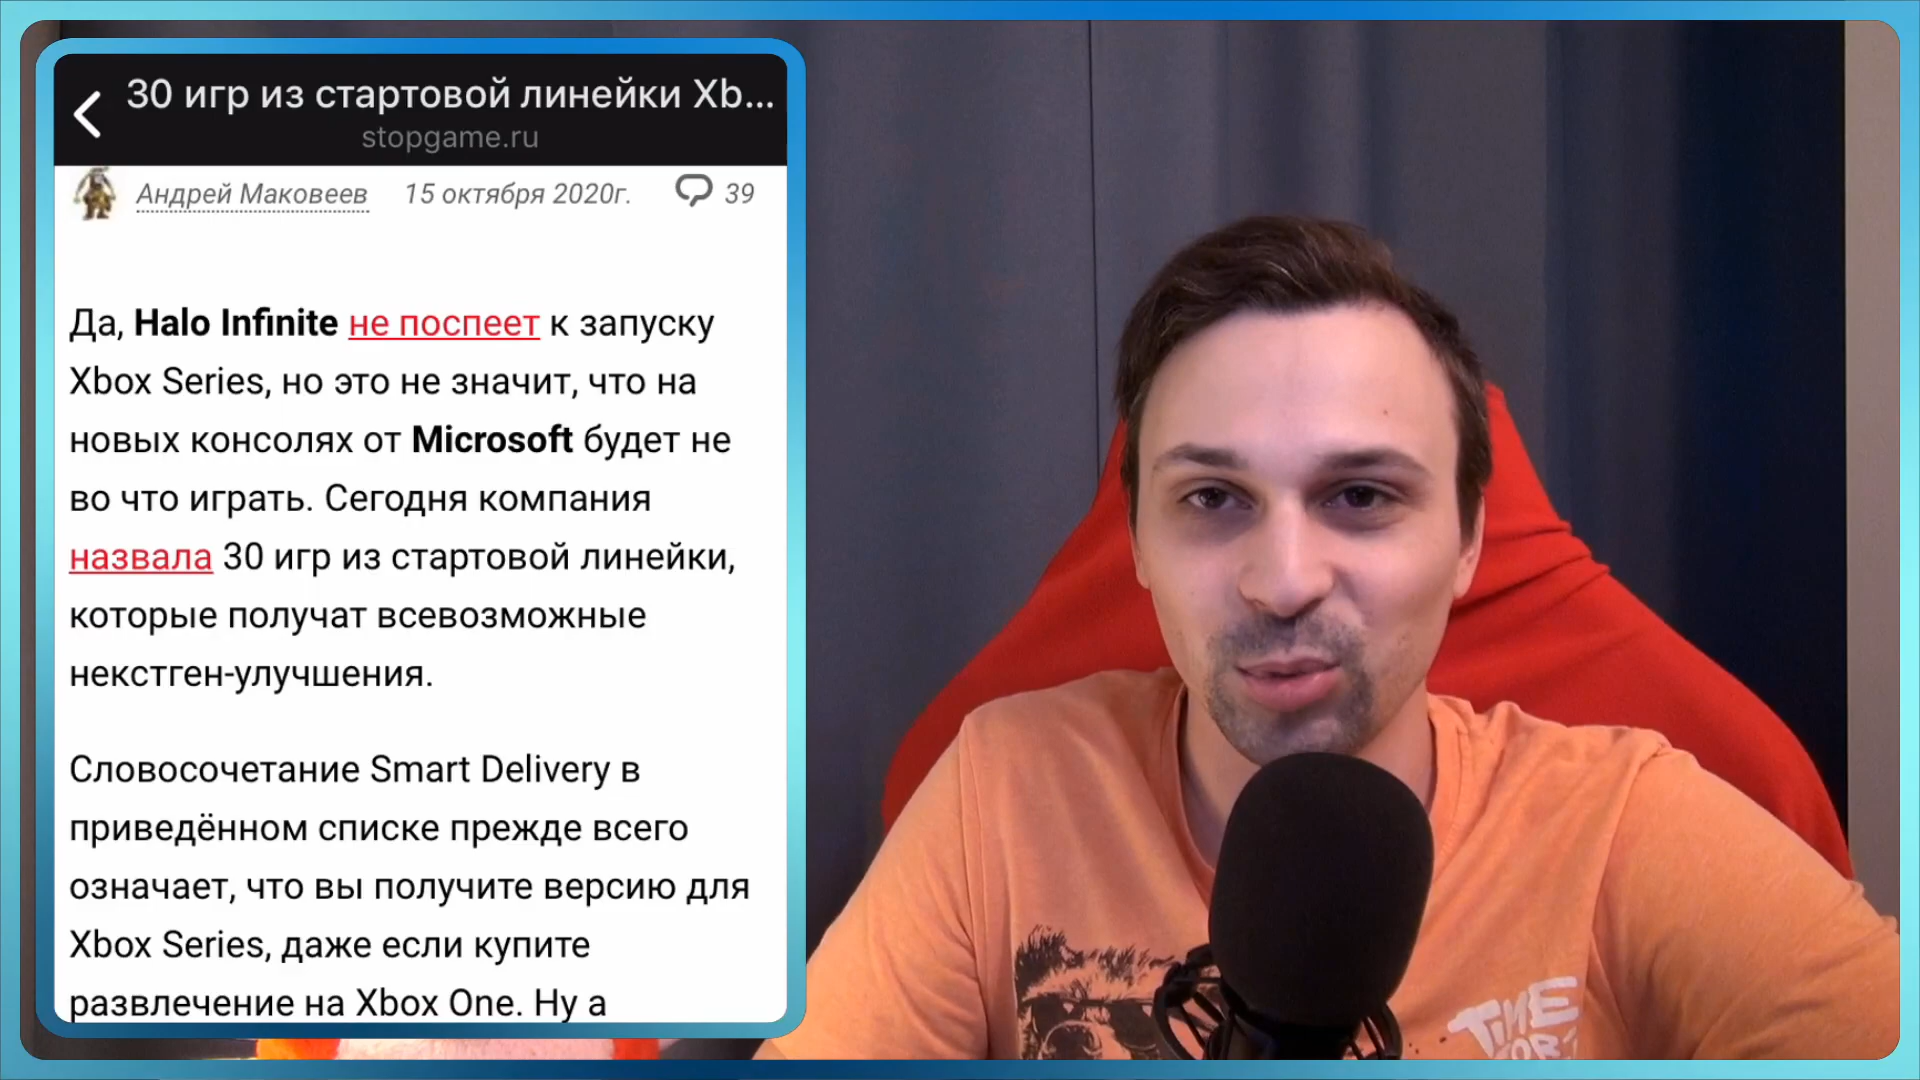 30 игр из стартовой линейки Xb...
stopgame.ru
Андрей Маковеев 15 октября 2020г. 39
Да, Halo Infinite не поспеет к запуску
Xbox Series, но это не значит, что на
новых консолях от Microsoft будет не
во что играть. Сегодня компания
назвала 30 игр из стартовой линейки,
которые получат всевозможные
некстген-улучшения.
Словосочетание Smart Delivery в
приведённом списке прежде всего
означает, что вы получите версию для
Xbox Series, даже если купите
развлечение на Xbox One. Ну а
TIME
FOR